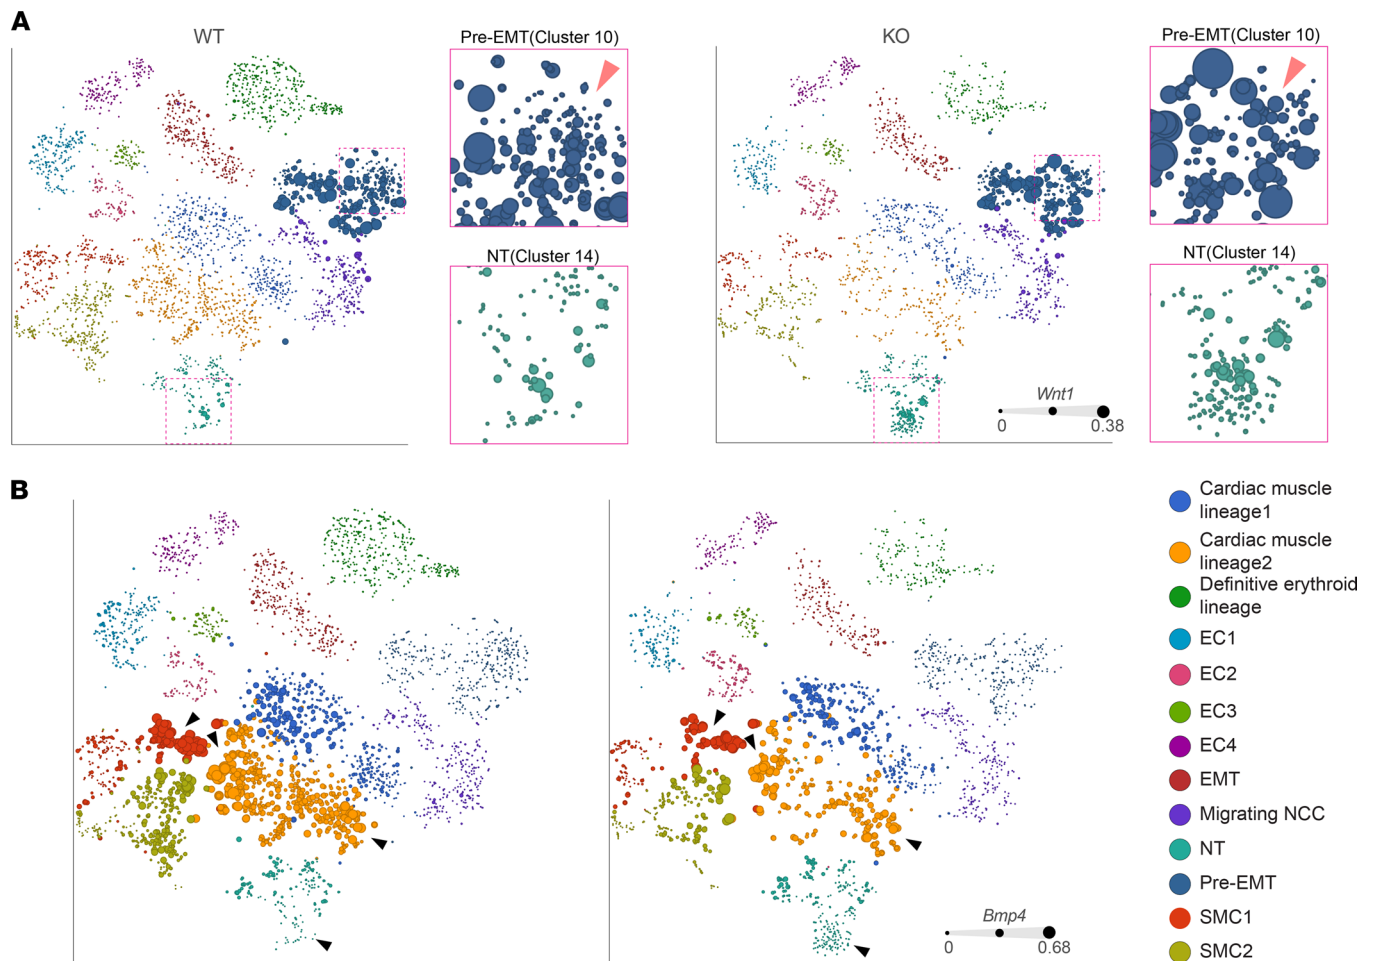 A
WT
Pre-EMT(Cluster 10)
NT(Cluster 14)
KO
Pre-EMT(Cluster 10)
NT(Cluster 14)
Wnt1
0
0.38
B
Bmp4
0
0.68
Cardiac muscle
lineage1
Cardiac muscle
lineage2
Definitive erythroid
lineage
EC1
EC2
EC3
EC4
EMT
Migrating NCC
NT
Pre-EMT
SMC1
SMC2